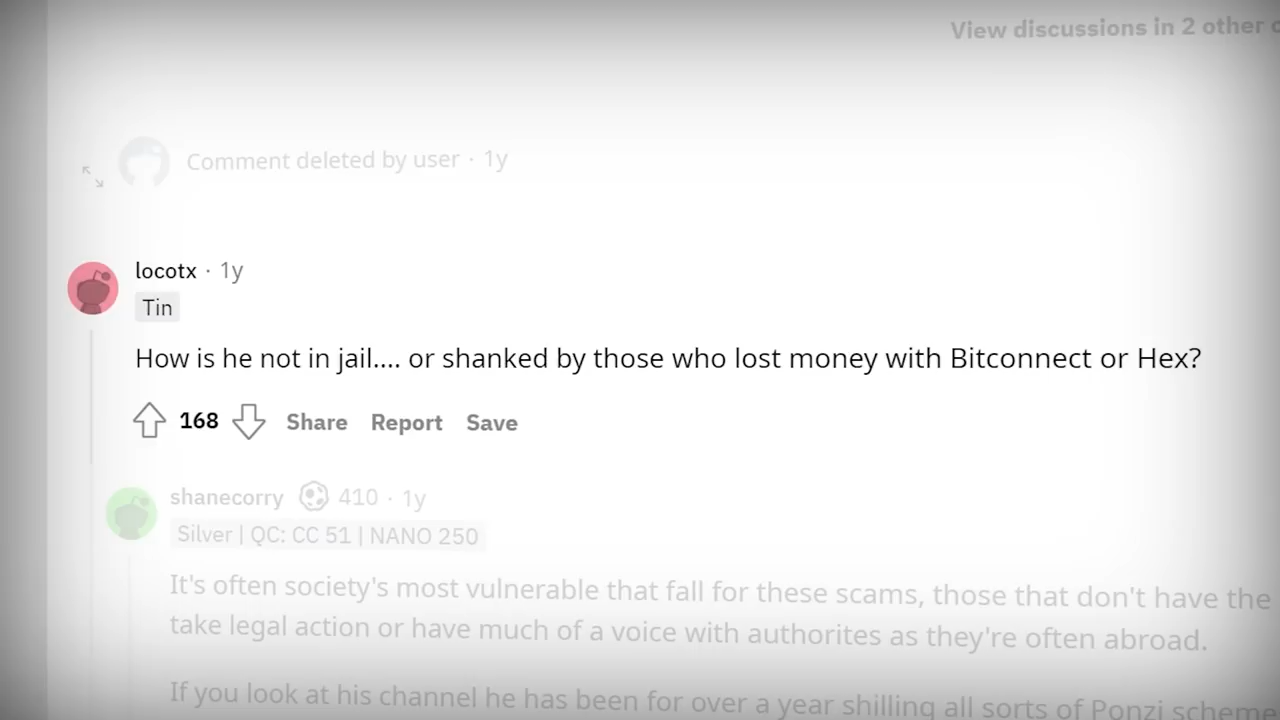 View discussions in 2 other
Comment deleted by user · 1y
locotx · 1y
Tin
How is he not in jail.... or shanked by those who lost money with Bitconnect or Hex?
168 Share Report Save
shanecorry 410 · 1y
Silver | QC: CC 51 | NANO 250
It's often society's most vulnerable that fall for these scams, those that don't have the
take legal action or have much of a voice with authorites as they're often abroad.
If you look at his channel he has been for over a year shilling all sorts of Ponzi scheme